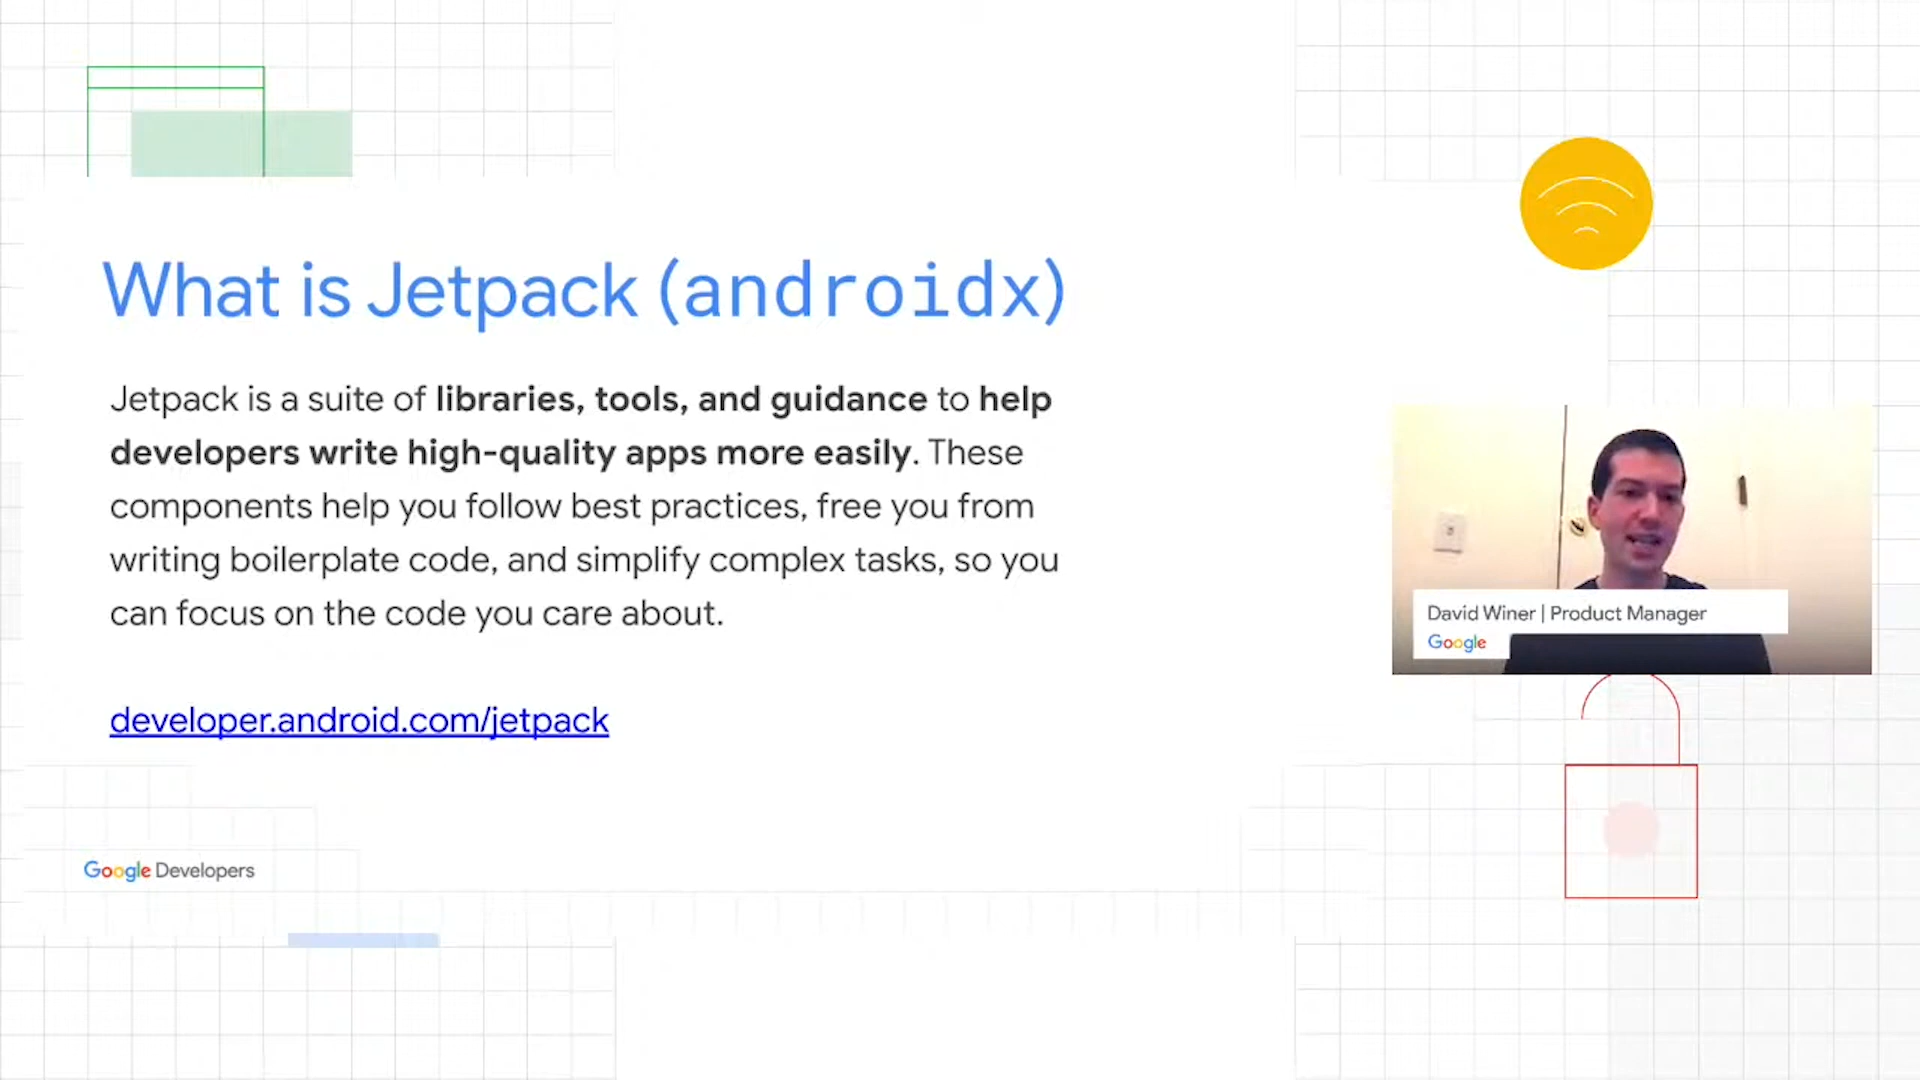 What is Jetpack (androidx)
Jetpack is a suite of libraries, tools, and guidance to help
developers write high-quality apps more easily. These
components help you follow best practices, free you from
writing boilerplate code, and simplify complex tasks, so you
can focus on the code you care about.
developer.android.com/jetpack
David Winer | Product Manager
Google
Google Developers